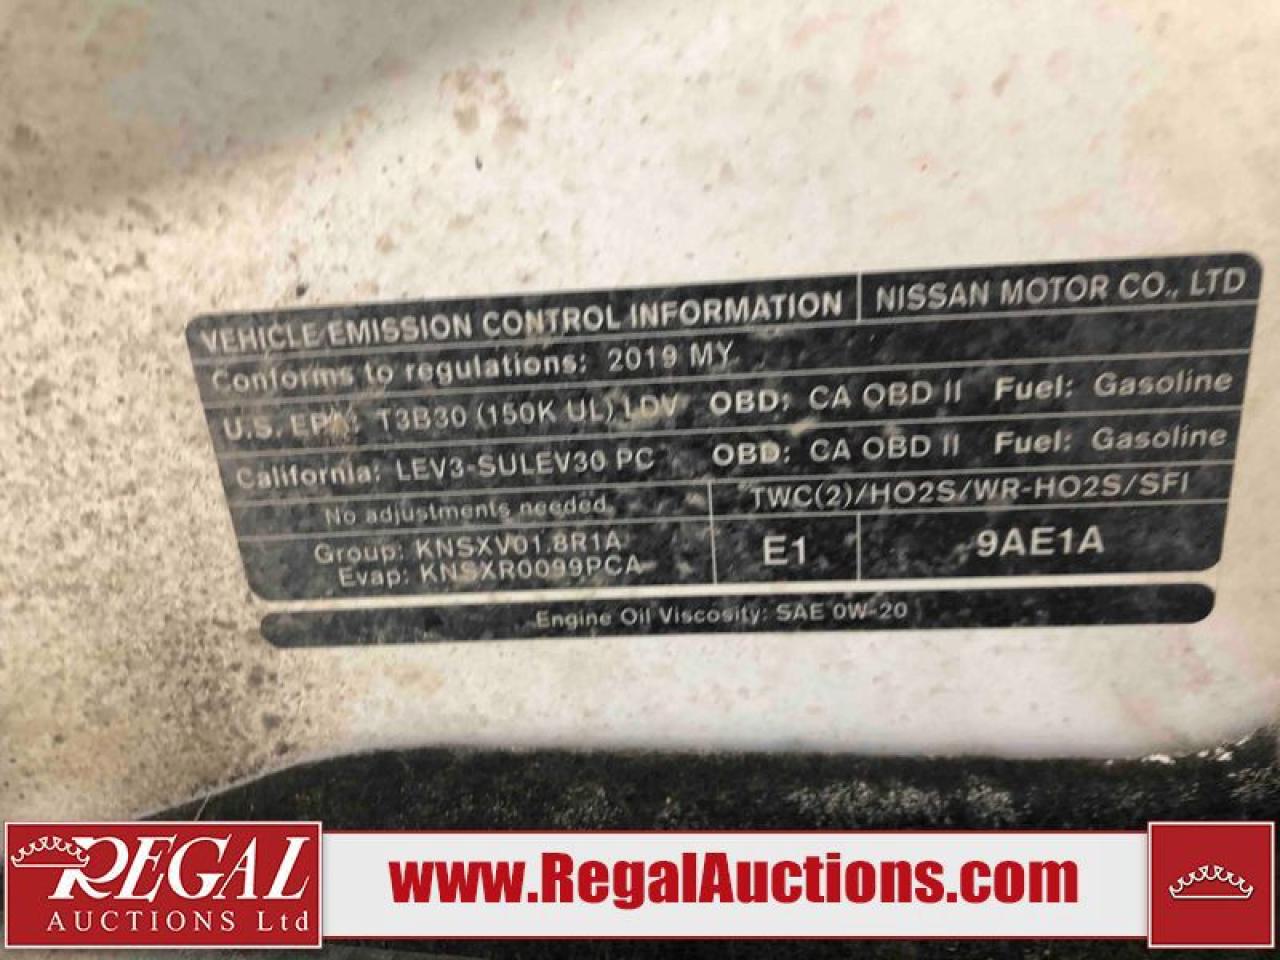 VEHICLE EMISSION CONTROL INFORMATION NISSAN MOTOR CO., LTD
Conforms to regulations: 2019 MY
U.S. EPA: T3B30 (150K UL) LDV OBD: CA OBD II Fuel: Gasoline
California: LEV3-SULEV30 PC OBD: CA OBD II Fuel: Gasoline
No adjustments needed. TWC(2)/HO2S/WR-HO2S/SFI
Group: KNSXV01.8R1A
Evap: KNSXR0099PCA
E1 9AE1A
Engine Oil Viscosity: SAE 0W-20
REGAL
AUCTIONS Ltd
www.RegalAuctions.com